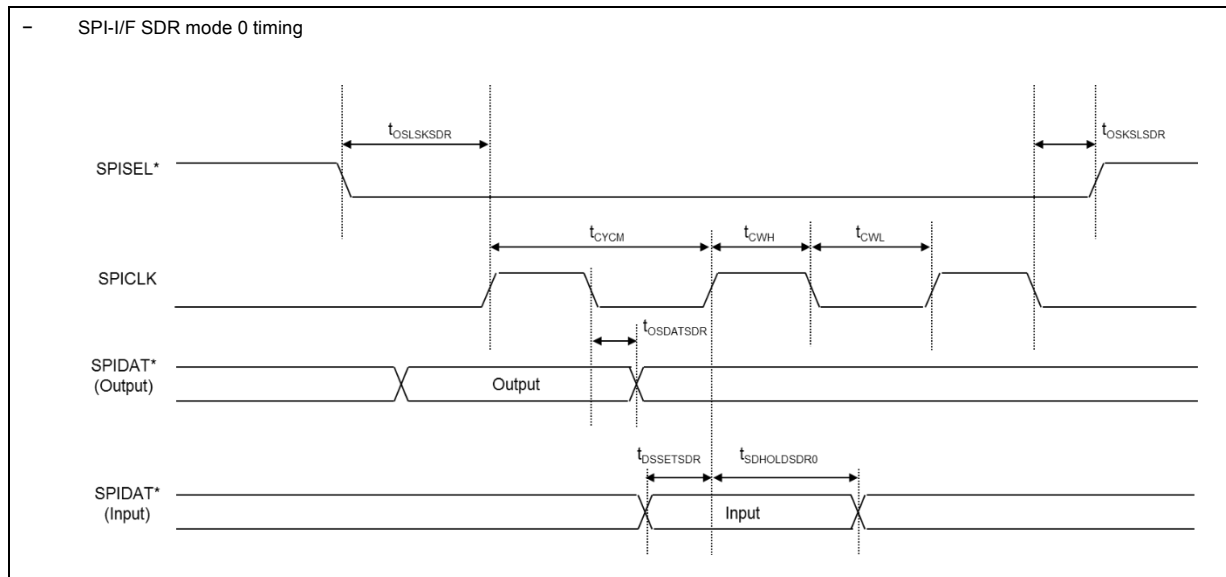 – SPI-I/F SDR mode 0 timing
tOSLSKSDR
tOSKSLSDR
SPISEL*
tCYCM
tCWH
tCWL
SPICLK
tOSDATSDR
SPIDAT*
(Output)
Output
tDSSETSDR
tSDHOLDSDR0
SPIDAT*
(Input)
Input